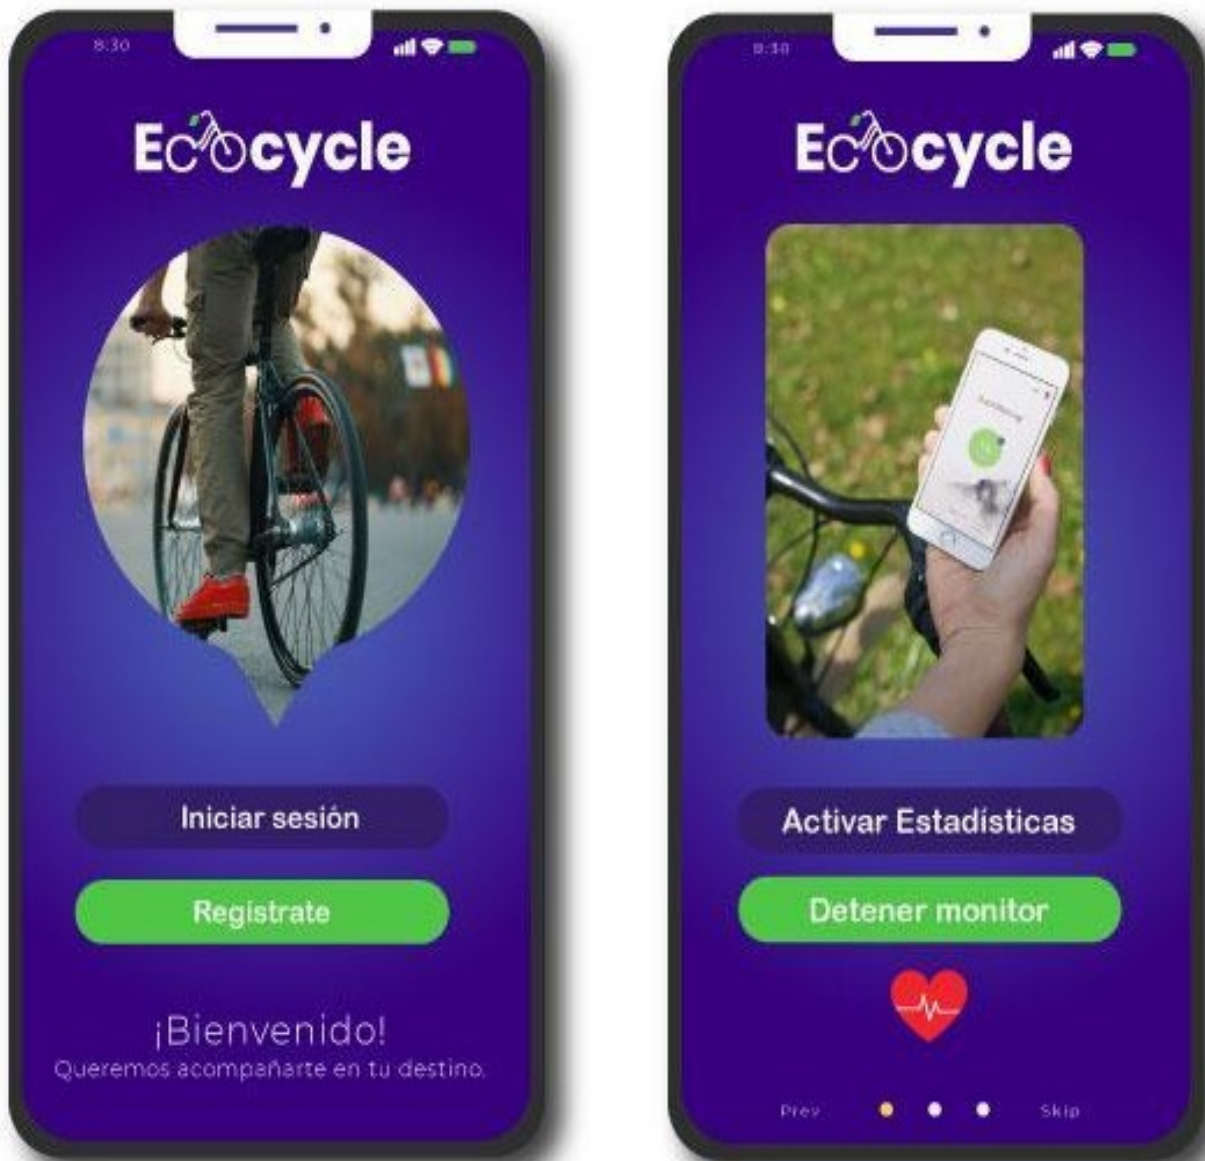 8:30
Ecocycle
Iniciar sesión
Regístrate
¡Bienvenido!
Queremos acompañarte en tu destino.
8:30
Ecocycle
Activar Estadísticas
Detener monitor
Prev
Skip